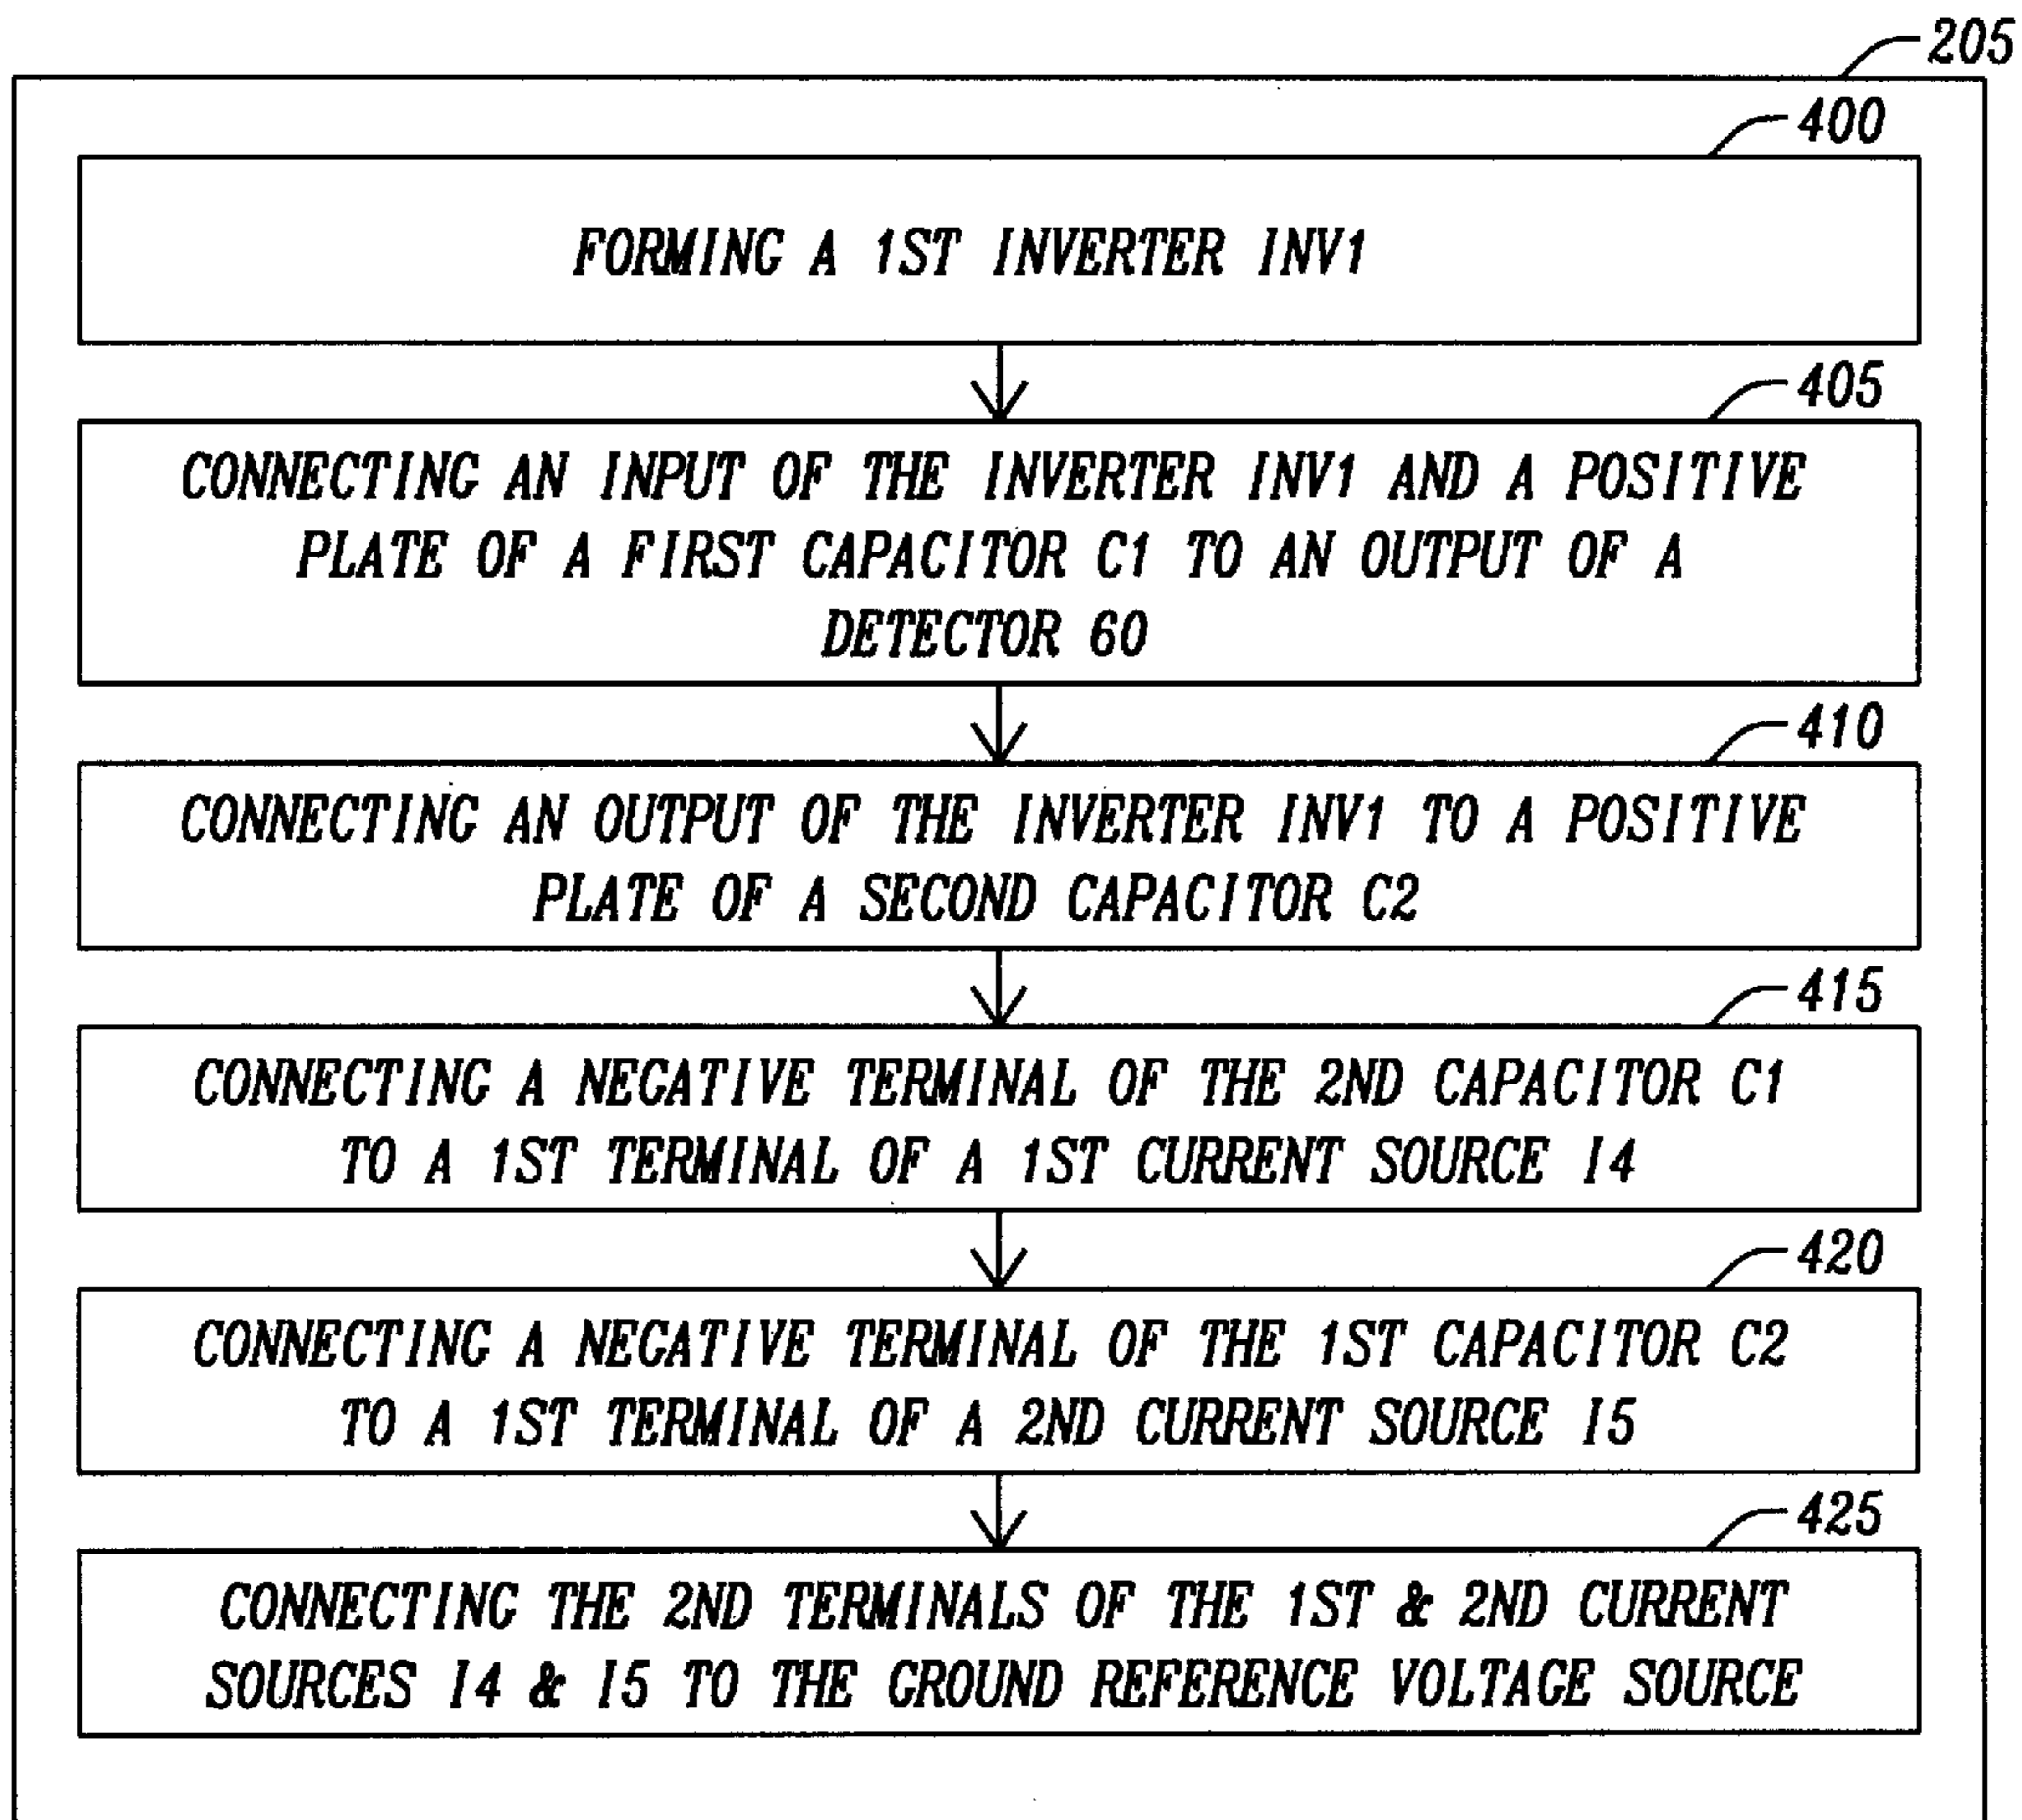 205
400
FORMING A 1ST INVERTER INV1
405
CONNECTING AN INPUT OF THE INVERTER INV1 AND A POSITIVE
PLATE OF A FIRST CAPACITOR C1 TO AN OUTPUT OF A
DETECTOR 60
410
CONNECTING AN OUTPUT OF THE INVERTER INV1 TO A POSITIVE
PLATE OF A SECOND CAPACITOR C2
415
CONNECTING A NEGATIVE TERMINAL OF THE 2ND CAPACITOR C1
TO A 1ST TERMINAL OF A 1ST CURRENT SOURCE I4
420
CONNECTING A NEGATIVE TERMINAL OF THE 1ST CAPACITOR C2
TO A 1ST TERMINAL OF A 2ND CURRENT SOURCE I5
425
CONNECTING THE 2ND TERMINALS OF THE 1ST & 2ND CURRENT
SOURCES I4 & I5 TO THE GROUND REFERENCE VOLTAGE SOURCE